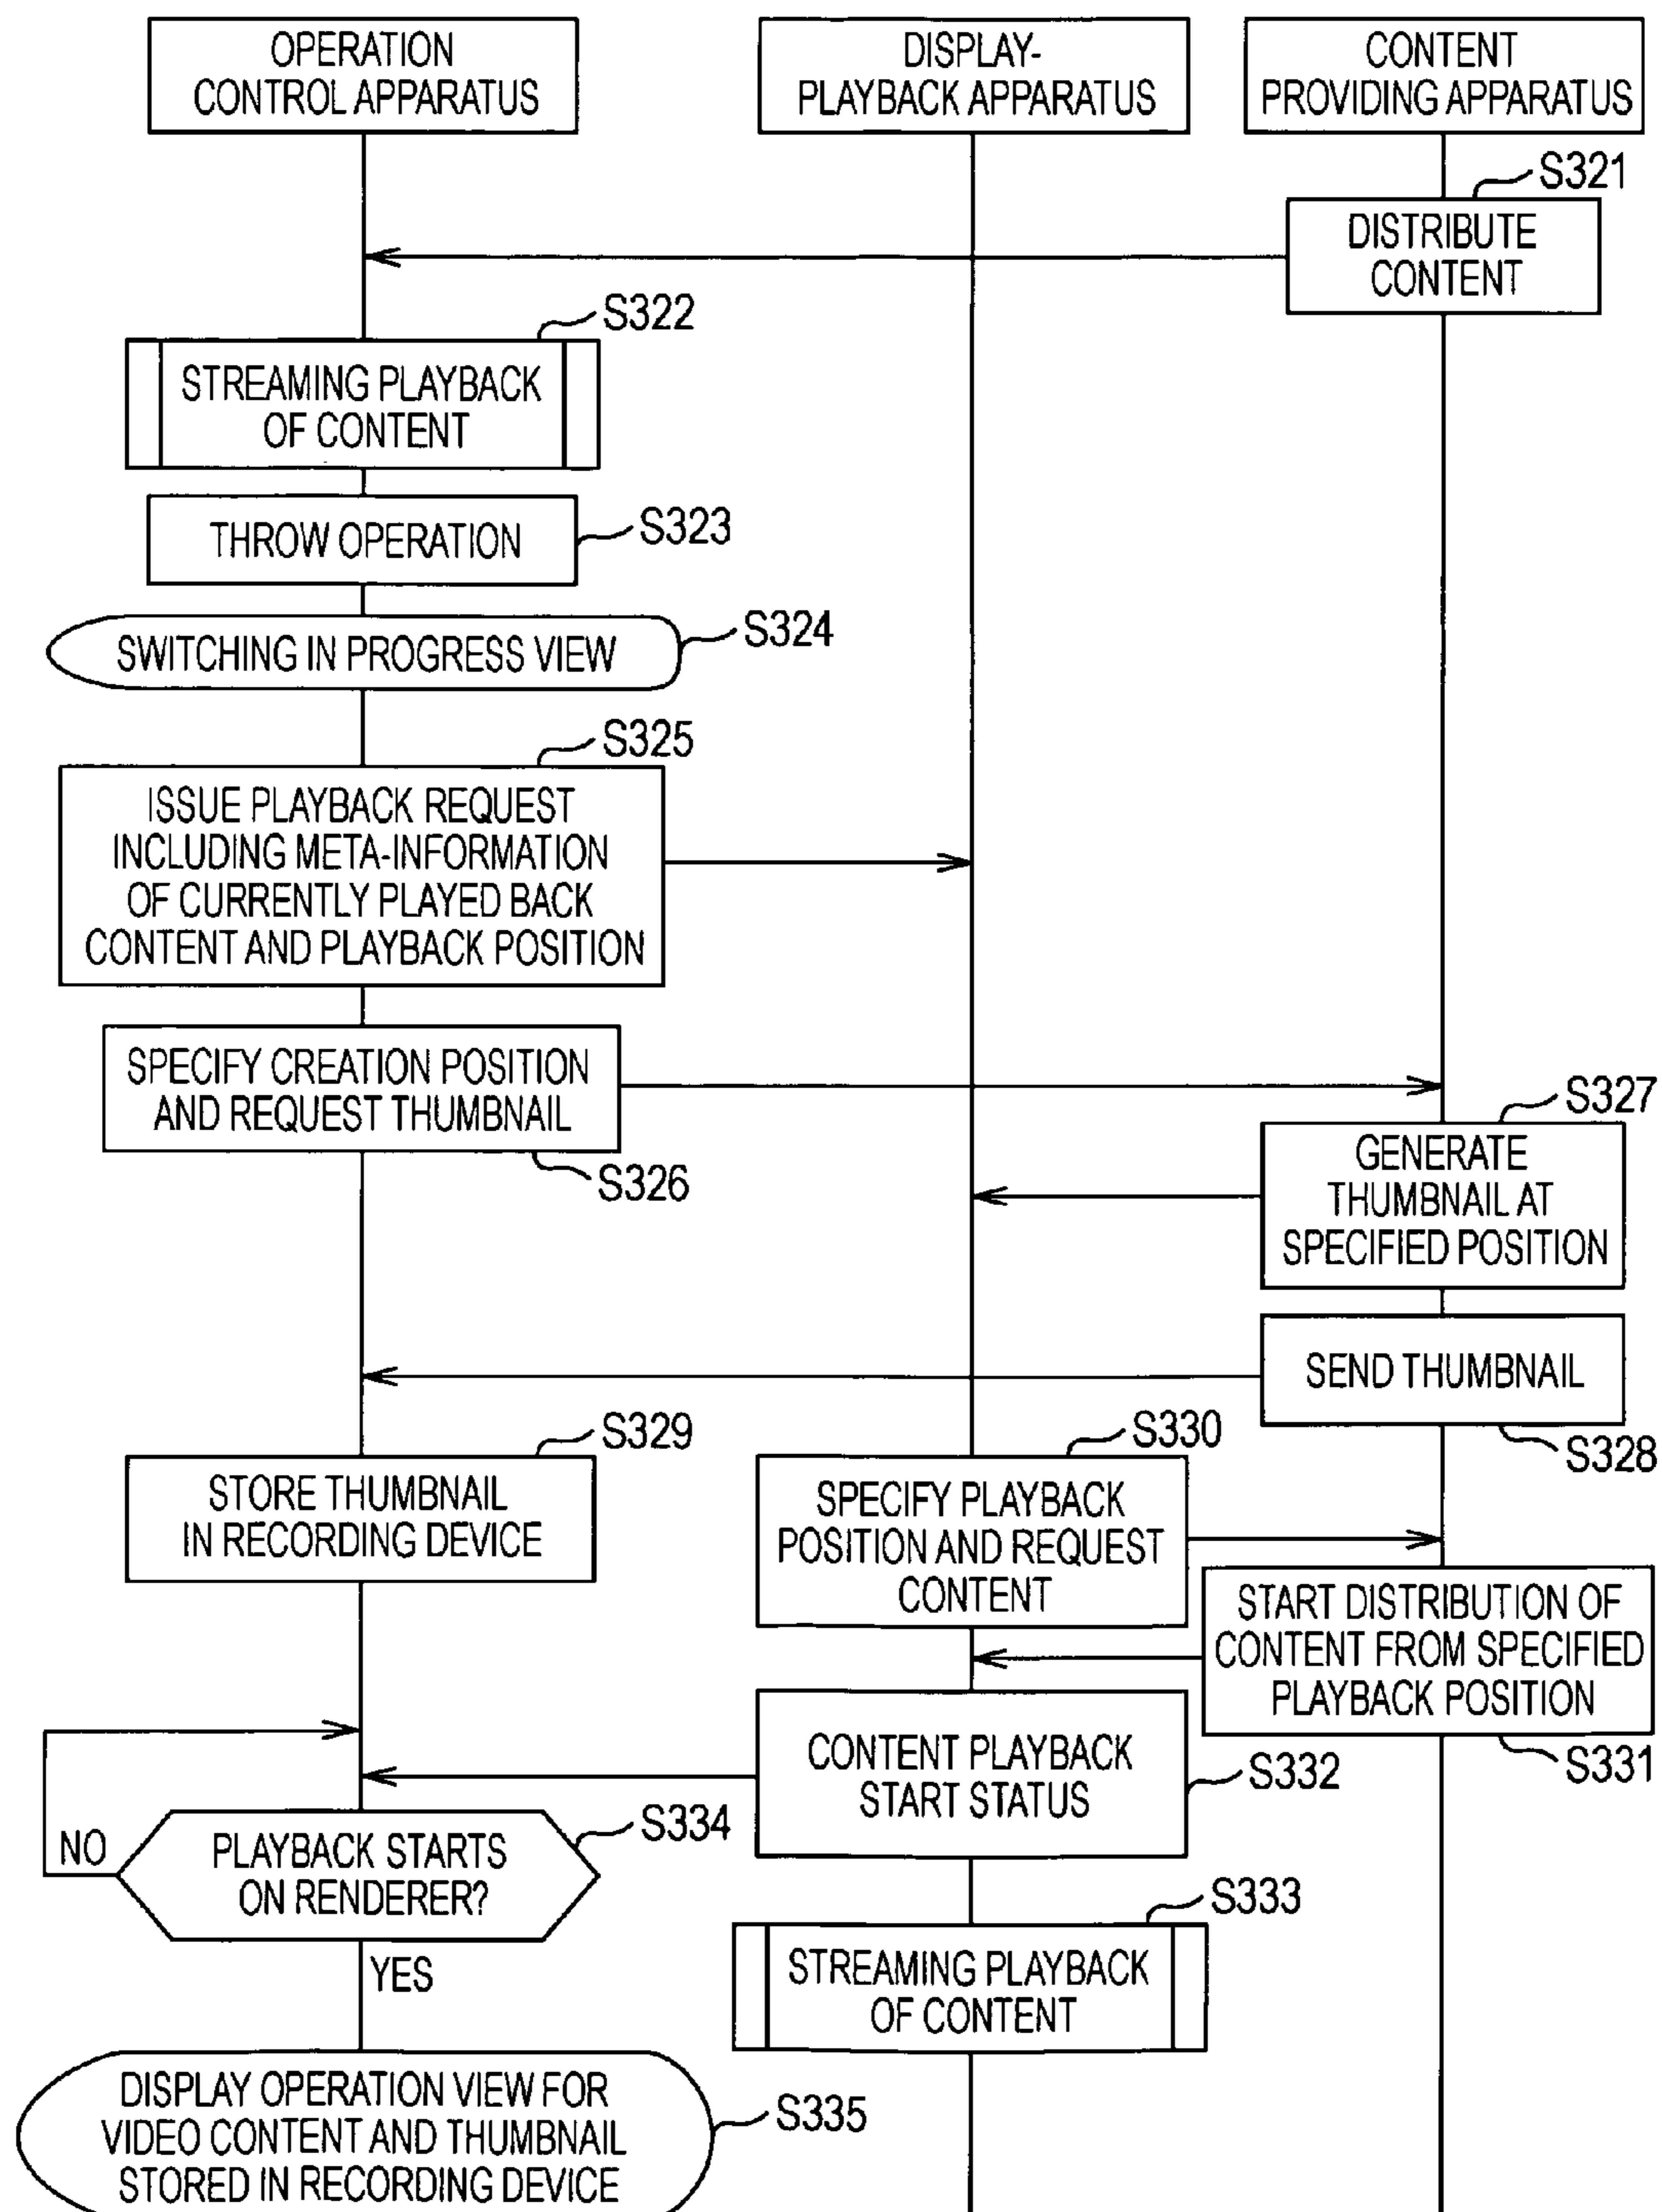 OPERATION
CONTROL APPARATUS
DISPLAY-
PLAYBACK APPARATUS
CONTENT
PROVIDING APPARATUS
S321
DISTRIBUTE
CONTENT
S322
STREAMING PLAYBACK
OF CONTENT
THROW OPERATION
S323
SWITCHING IN PROGRESS VIEW
S324
S325
ISSUE PLAYBACK REQUEST
INCLUDING META-INFORMATION
OF CURRENTLY PLAYED BACK
CONTENT AND PLAYBACK POSITION
SPECIFY CREATION POSITION
AND REQUEST THUMBNAIL
S326
S327
GENERATE
THUMBNAIL AT
SPECIFIED POSITION
SEND THUMBNAIL
S328
S329
STORE THUMBNAIL
IN RECORDING DEVICE
S330
SPECIFY PLAYBACK
POSITION AND REQUEST
CONTENT
START DISTRIBUTION OF
CONTENT FROM SPECIFIED
PLAYBACK POSITION
S331
CONTENT PLAYBACK
START STATUS
S332
S334
NO
PLAYBACK STARTS
ON RENDERER?
YES
S333
STREAMING PLAYBACK
OF CONTENT
DISPLAY OPERATION VIEW FOR
VIDEO CONTENT AND THUMBNAIL
STORED IN RECORDING DEVICE
S335